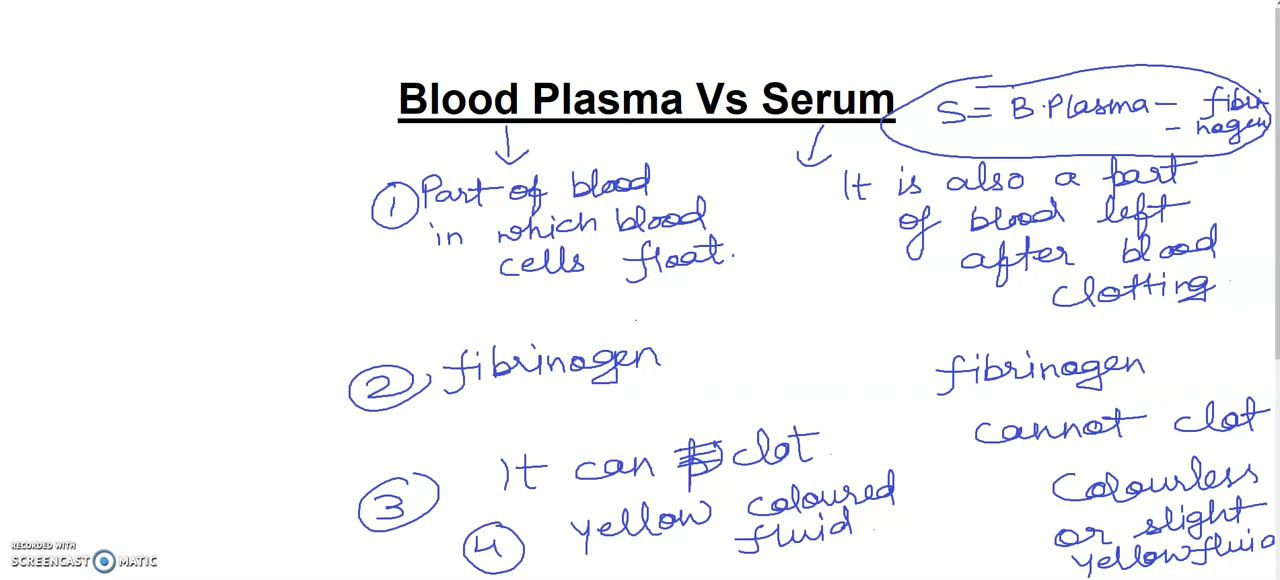 Blood Plasma Vs Serum
S = B.Plasma - fibri
- nagen
① Part of blood
in which blood
cells float.
It is also a part
of blood left
after blood
clotting
② fibrinogen
fibrinogen
③ It can clot
cannot clot
④ yellow coloured
fluid
Colourless
or slight
yellow fluid
RECORDED WITH
SCREENCAST MATIC